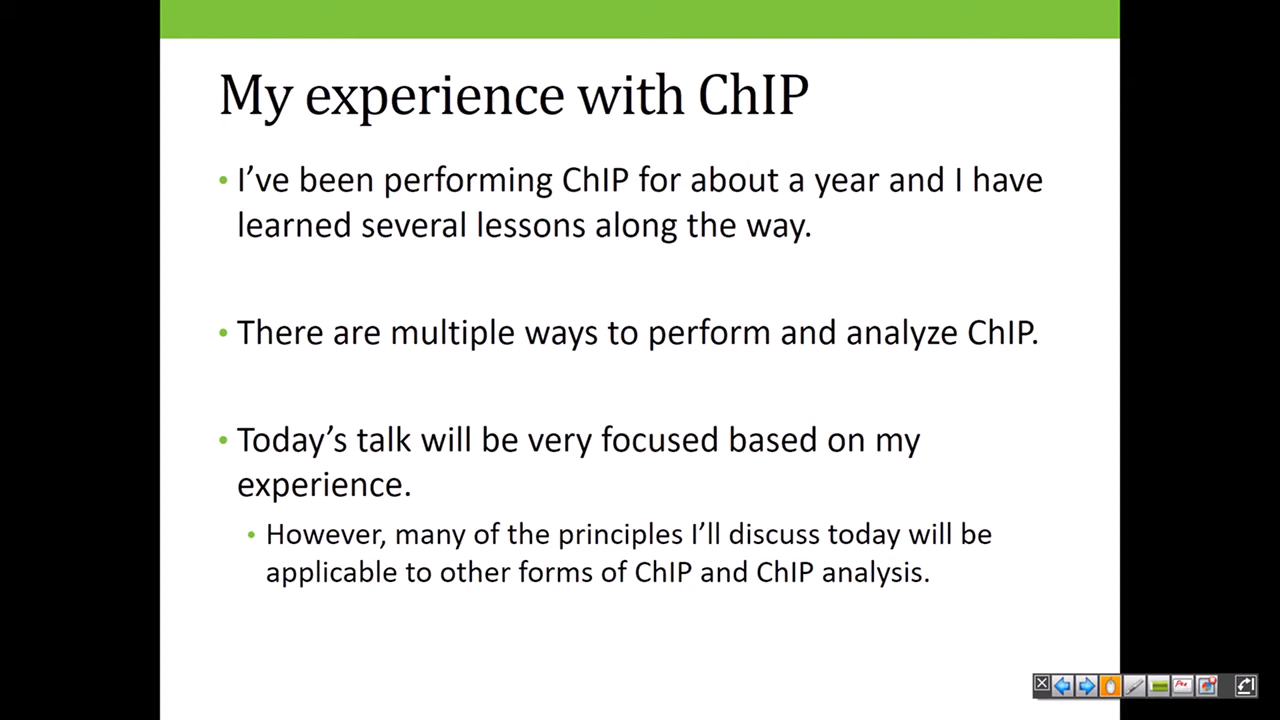 My experience with ChIP
• I’ve been performing ChIP for about a year and I have
learned several lessons along the way.
• There are multiple ways to perform and analyze ChIP.
• Today’s talk will be very focused based on my
experience.
• However, many of the principles I’ll discuss today will be
applicable to other forms of ChIP and ChIP analysis.